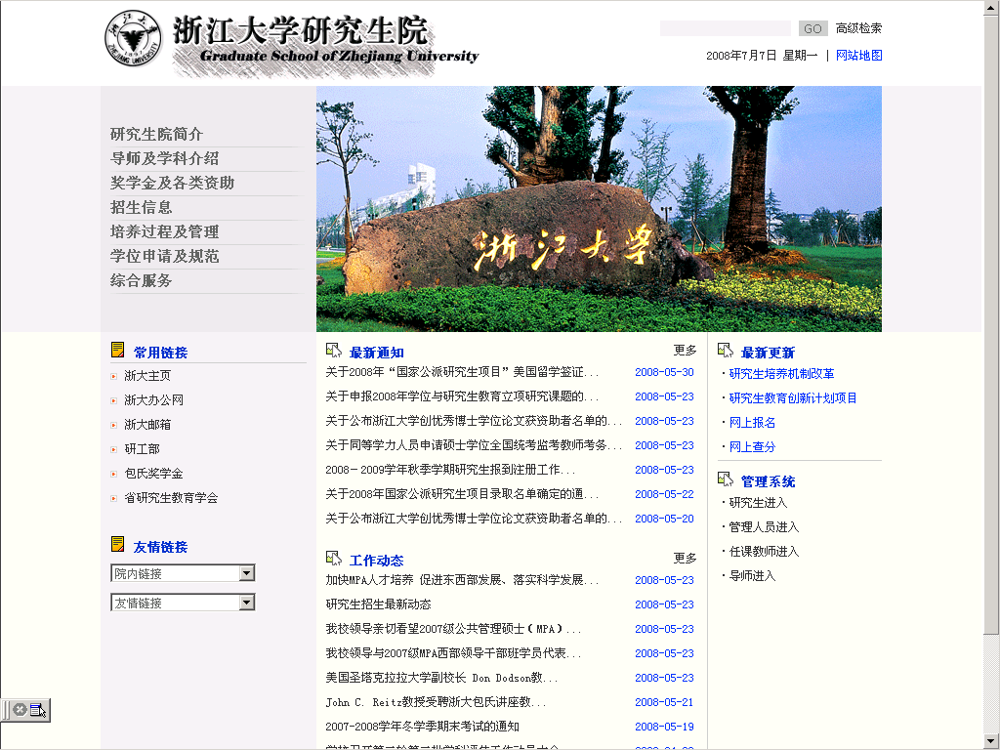 浙江大学研究生院
Graduate School of Zhejiang University
GO 高级检索
2008年7月7日 星期一 | 网站地图
研究生院简介
导师及学科介绍
奖学金及各类资助
招生信息
培养过程及管理
学位申请及规范
综合服务
浙江大学
常用链接
浙大主页
浙大办公网
浙大邮箱
研工部
包氏奖学金
省研究生教育学会
友情链接
院内链接
友情链接
最新通知 更多
关于2008年“国家公派研究生项目”美国留学签证... 2008-05-30
关于申报2008年学位与研究生教育立项研究课题的... 2008-05-23
关于公布浙江大学创优秀博士学位论文获资助者名单的... 2008-05-23
关于同等学力人员申请硕士学位全国统考监考教师考务... 2008-05-23
2008－2009学年秋季学期研究生报到注册工作... 2008-05-23
关于2008年国家公派研究生项目录取名单确定的通... 2008-05-22
关于公布浙江大学创优秀博士学位论文获资助者名单的... 2008-05-20
工作动态 更多
加快MPA人才培养 促进东西部发展、落实科学发展... 2008-05-23
研究生招生最新动态 2008-05-23
我校领导亲切看望2007级公共管理硕士（MPA）... 2008-05-23
我校领导与2007级MPA西部领导干部班学员代表... 2008-05-23
美国圣塔克拉拉大学副校长 Don Dodson教... 2008-05-23
John C. Reitz教授受聘浙大包氏讲座教... 2008-05-21
2007-2008学年冬学季期末考试的通知 2008-05-19
最新更新
·研究生培养机制改革
·研究生教育创新计划项目
·网上报名
·网上查分
管理系统
·研究生进入
·管理人员进入
·任课教师进入
·导师进入